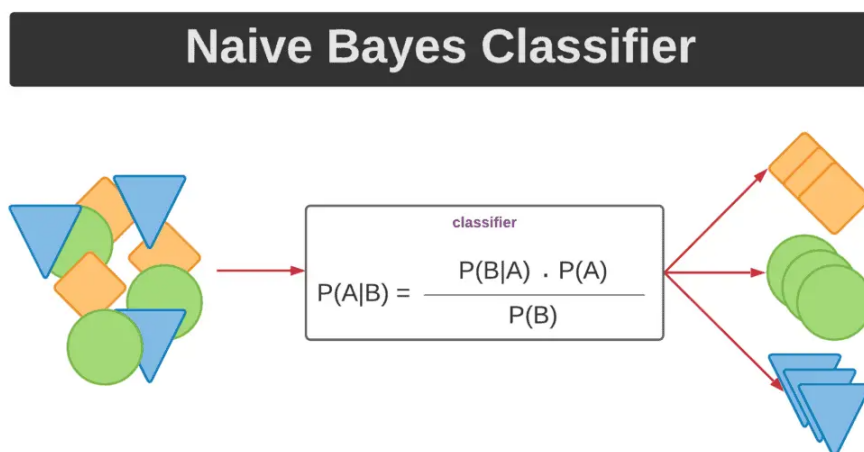 Naive Bayes Classifier
classifier
P(B|A) . P(A)
P(A|B) =
P(B)